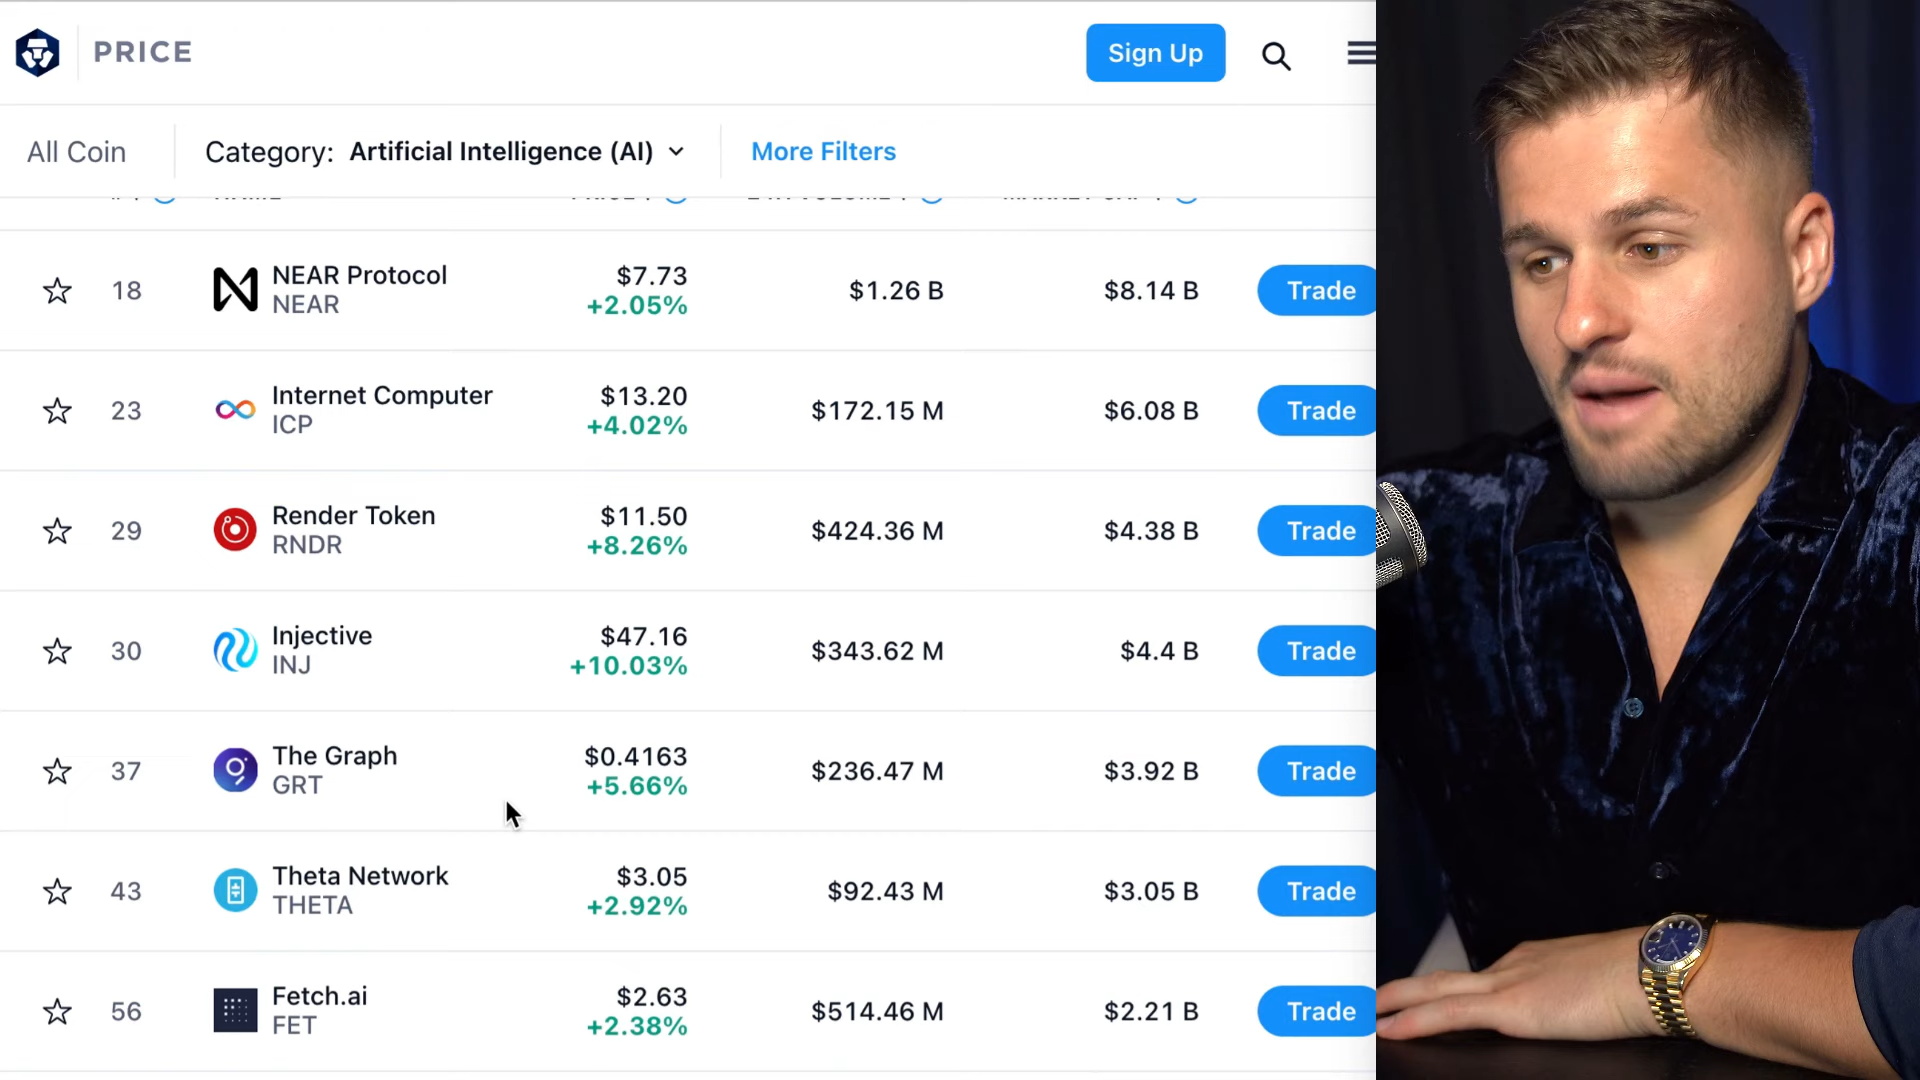 PRICE
Sign Up
All Coin
Category: Artificial Intelligence (AI)
More Filters
18 NEAR Protocol $7.73 $1.26 B $8.14 B Trade
NEAR +2.05%
23 Internet Computer $13.20 $172.15 M $6.08 B Trade
ICP +4.02%
29 Render Token $11.50 $424.36 M $4.38 B Trade
RNDR +8.26%
30 Injective $47.16 $343.62 M $4.4 B Trade
INJ +10.03%
37 The Graph $0.4163 $236.47 M $3.92 B Trade
GRT +5.66%
43 Theta Network $3.05 $92.43 M $3.05 B Trade
THETA +2.92%
56 Fetch.ai $2.63 $514.46 M $2.21 B Trade
FET +2.38%